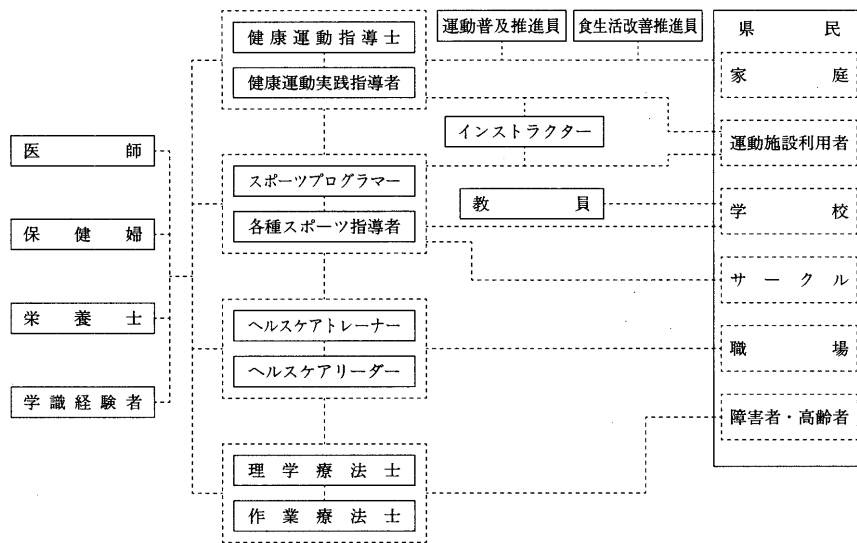 医師
保健婦
栄養士
学識経験者
健康運動指導士
健康運動実践指導者
スポーツプログラマー
各種スポーツ指導者
ヘルスケアトレーナー
ヘルスケアリーダー
理学療法士
作業療法士
運動普及推進員
食生活改善推進員
インストラクター
教員
県民
家庭
運動施設利用者
学校
サークル
職場
障害者・高齢者